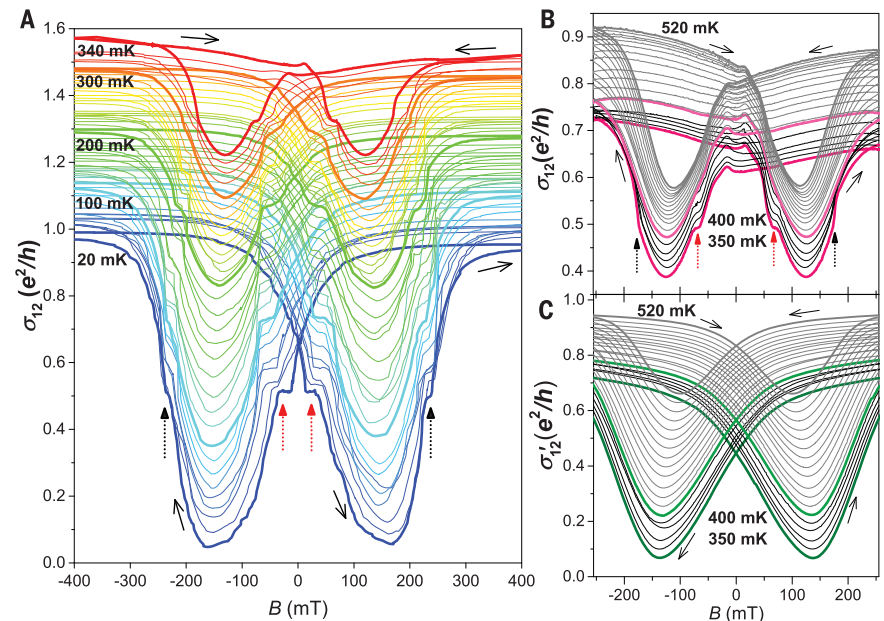 A
1.6
1.4
1.2
1.0
0.8
0.6
0.4
0.2
0.0
σ12 (e²/h)
340 mK
300 mK
200 mK
100 mK
20 mK
-400 -200 0 200 400
B (mT)
B
520 mK
0.9
0.8
0.7
0.6
0.5
0.4
σ12(e²/h)
400 mK
350 mK
C
520 mK
1.0
0.8
0.6
0.4
0.2
0.0
σ'12(e²/h)
400 mK
350 mK
-200 -100 0 100 200
B (mT)